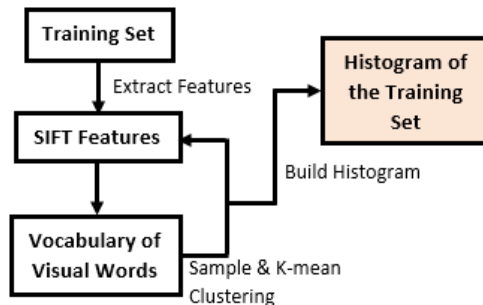 Training Set
Extract Features
SIFT Features
Vocabulary of
Visual Words
Sample & K-mean
Clustering
Build Histogram
Histogram of
the Training
Set